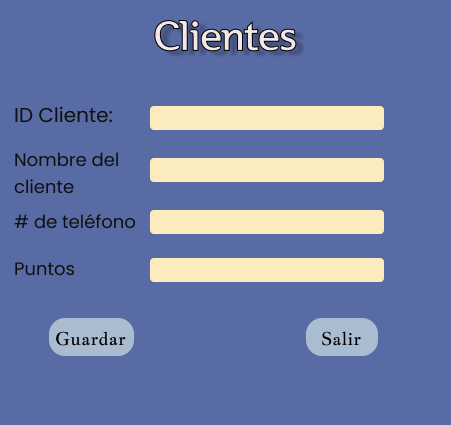 Clientes
ID Cliente:
Nombre del
cliente
# de teléfono
Puntos
Guardar
Salir